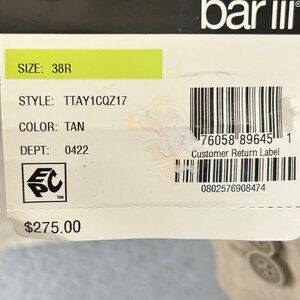 bar III
SIZE: 38R
STYLE: TTAY1CQZ17
COLOR: TAN
DEPT: 0422
76058 89645 1
Customer Return Label
0802576908474
EPC
$275.00